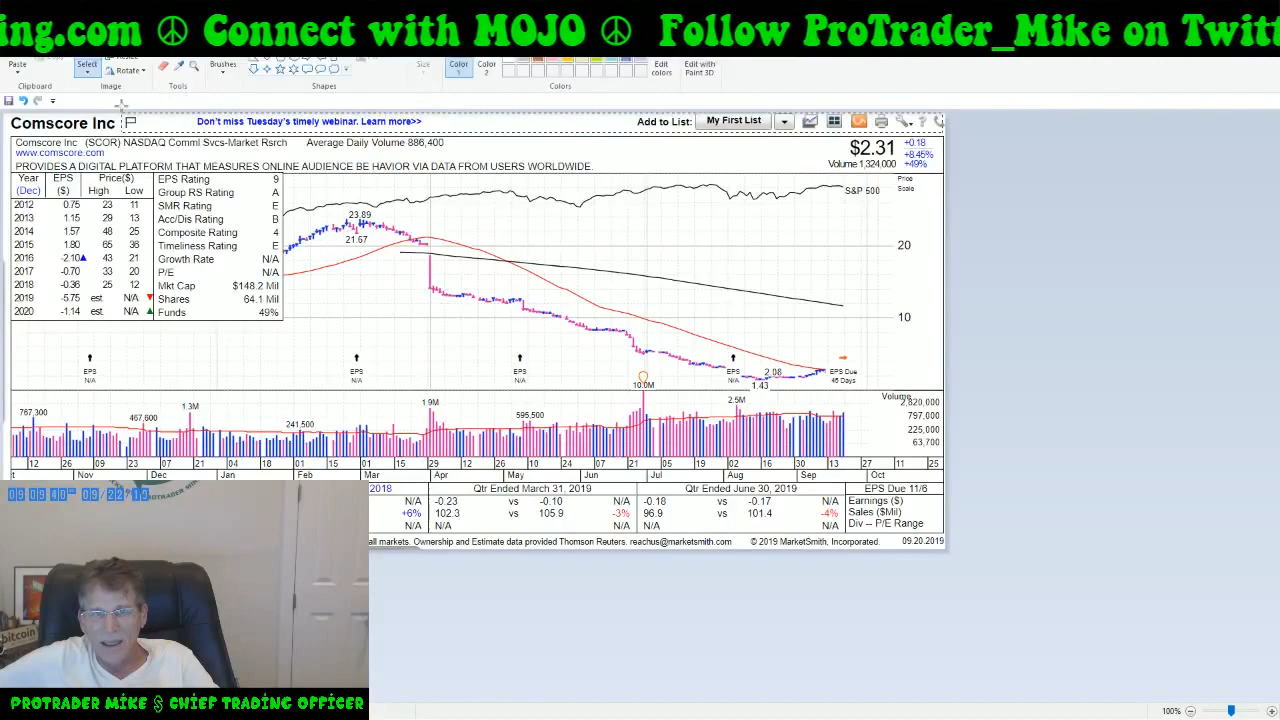 ing.com ☮ Connect with MOJO ☮ Follow ProTrader_Mike on Twitt
Paste
Select
Rotate
Brushes
Size
Color 1
Color 2
Edit colors
Edit with Paint 3D
Clipboard
Image
Tools
Shapes
Colors
Comscore Inc
Don't miss Tuesday's timely webinar. Learn more>>
Add to List:
My First List
Comscore Inc (SCOR) NASDAQ Comml Svcs-Market Rsrch Average Daily Volume 886,400
$2.31
+0.18
+8.45%
+49%
www.comscore.com
Volume 1,324,000
PROVIDES A DIGITAL PLATFORM THAT MEASURES ONLINE AUDIENCE BE HAVIOR VIA DATA FROM USERS WORLDWIDE.
Year EPS Price($)
(Dec) ($) High Low
2012 0.75 23 11
2013 1.15 29 13
2014 1.57 48 25
2015 1.80 65 36
2016 -2.10 43 21
2017 -0.70 33 20
2018 -0.36 25 12
2019 -5.75 est. N/A
2020 -1.14 est. N/A
EPS Rating 9
Group RS Rating A
SMR Rating E
Acc/Dis Rating B
Composite Rating 4
Timeliness Rating E
Growth Rate N/A
P/E N/A
Mkt Cap $148.2 Mil
Shares 64.1 Mil
Funds 49%
Price Scale
S&P 500
23.89
21.67
20
10
2.08
1.43
EPS N/A
EPS N/A
EPS N/A
EPS N/A
EPS Due 46 Days
10.0M
Volume
767,300
467,600
1.3M
241,500
1.9M
595,500
2.5M
2,820,000
797,000
225,000
63,700
12 26 09 23 07 21 04 18 01 15 01 15 29 12 26 10 24 07 21 05 19 02 16 30 13 27 11 25
Nov Dec Jan Feb Mar Apr May Jun Jul Aug Sep Oct
2018
Qtr Ended March 31, 2019
Qtr Ended June 30, 2019
EPS Due 11/6
N/A -0.23 vs -0.10 N/A -0.18 vs -0.17 N/A Earnings ($)
+6% 102.3 vs 105.9 -3% 96.9 vs 101.4 -4% Sales ($Mil)
N/A N/A N/A N/A N/A Div -- P/E Range
all markets. Ownership and Estimate data provided Thomson Reuters. reachus@marketsmith.com
© 2019 MarketSmith, Incorporated.
09.20.2019
bitcoin
PROTRADER MIKE $ CHIEF TRADING OFFICER
100%